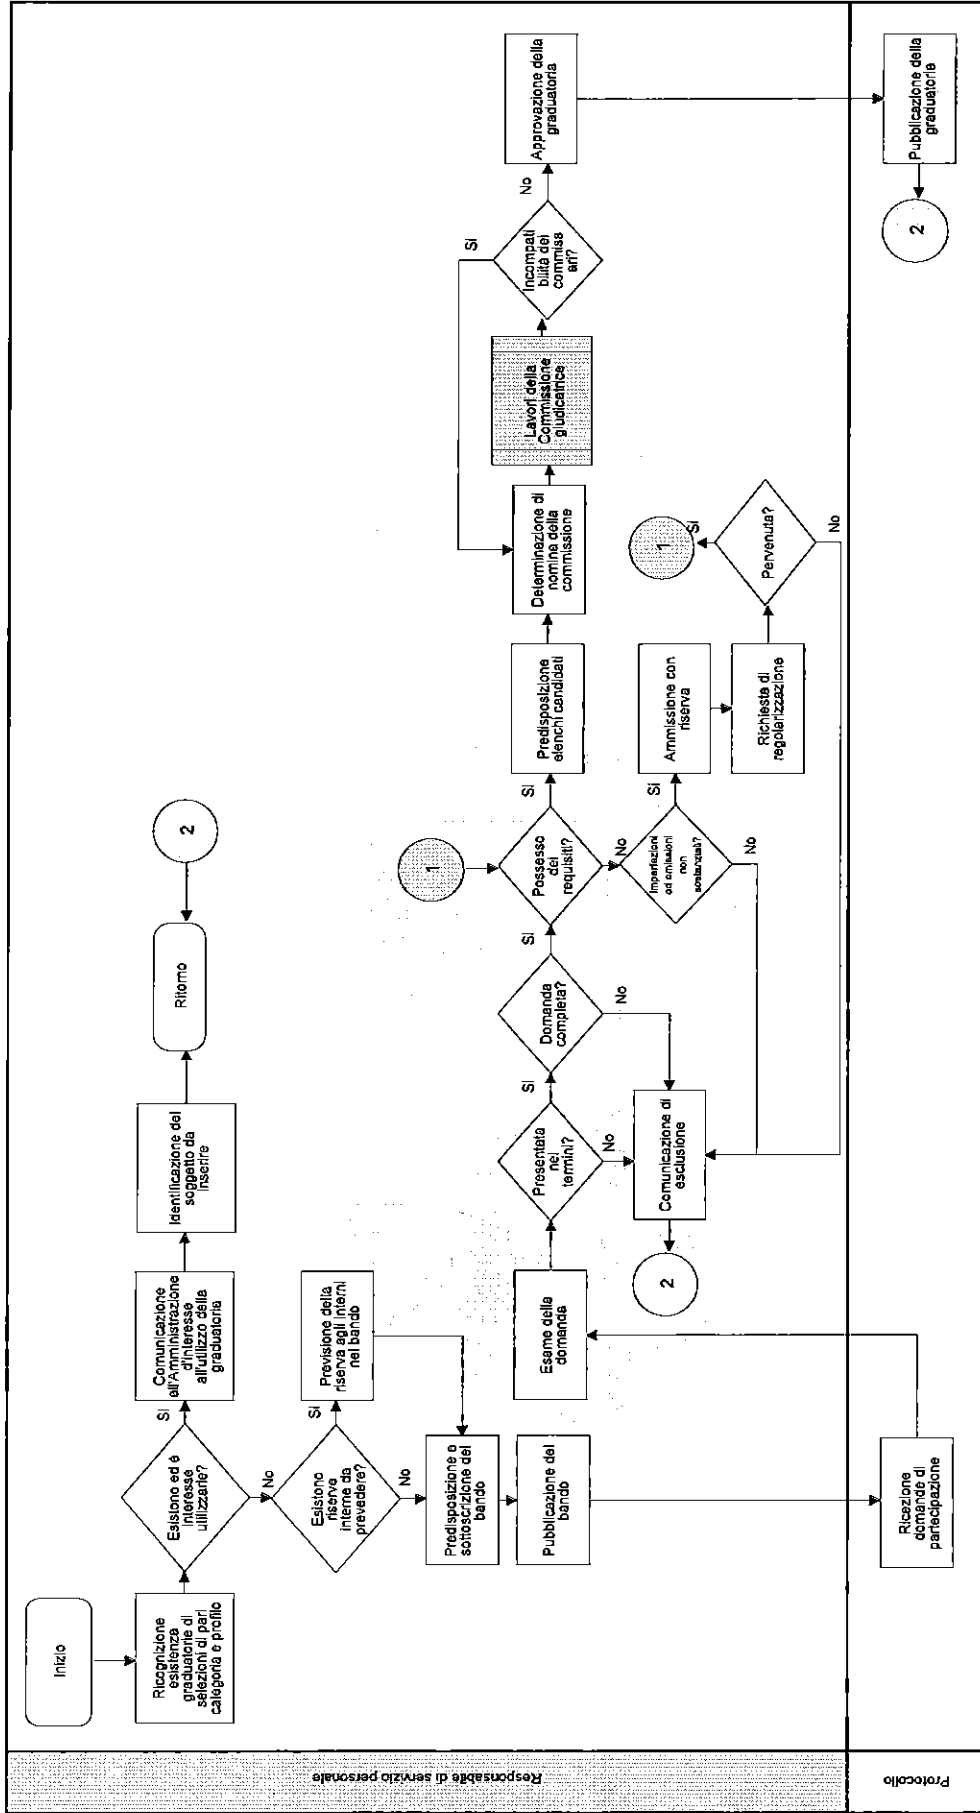 Inizio
Ricognizione
esistenza
graduatorie di
selezioni di pari
categoria e profilo
Esistono ed è
interesse
utilizzarle?
Si
No
Comunicazione
all'Amministrazione
d'interesse
all'utilizzo della
graduatoria
Identificazione del
soggetto da
inserire
Ritorno
2
Esistono
riserve
interne da
prevedere?
Si
No
Previsione della
riserva agli interni
nel bando
Predisposizione e
sottoscrizione del
bando
Pubblicazione del
bando
Ricezione
domande di
partecipazione
Esame della
domanda
Presentata
nei
termini?
Si
No
Domanda
completa?
Si
No
Comunicazione di
esclusione
2
1
Possesso
dei
requisiti?
Si
No
Imperfezioni
od omissioni
non
sostanziali?
Si
No
Ammissione con
riserva
Richiesta di
regolarizzazione
Pervenuta?
Si
No
1
Predisposizione
elenchi candidati
Determinazione di
nomina della
commissione
Lavori della
Commissione
giudicatrice
Incompati
bilità dei
commiss
ari?
Si
No
Approvazione della
graduatoria
Pubblicazione della
graduatorie
2
Responsabile di servizio personale
Protocollo